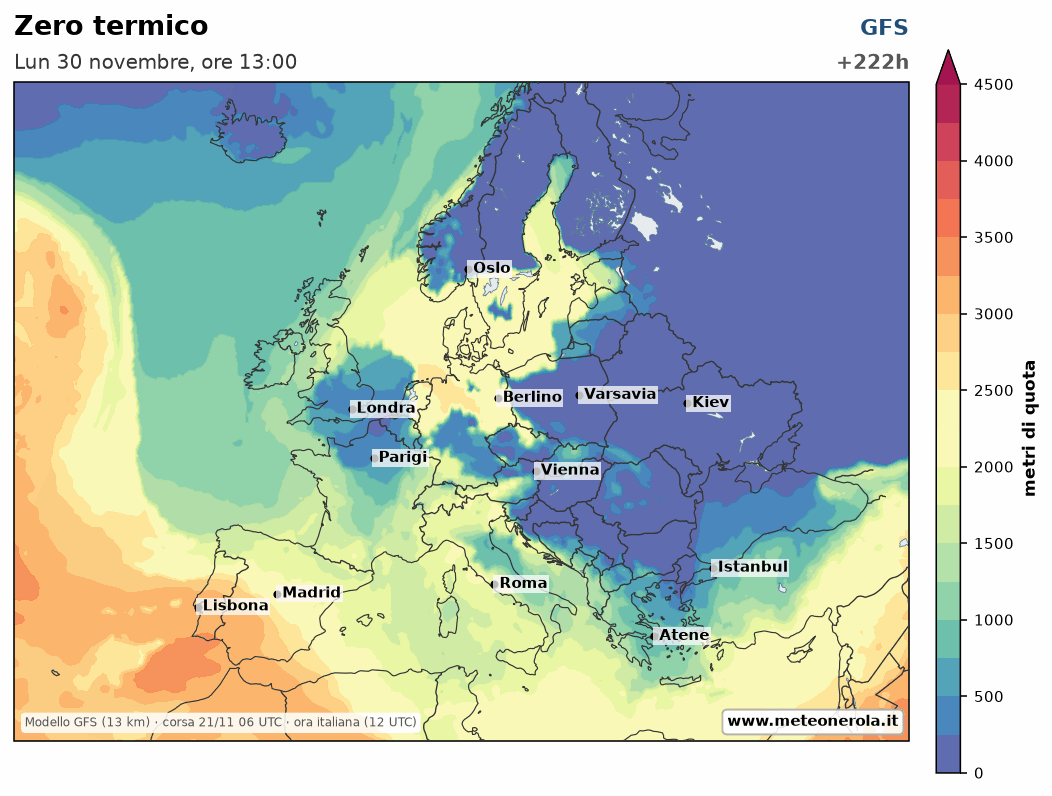 Zero termico
GFS
Lun 30 novembre, ore 13:00
+222h
4500
4000
3500
3000
2500
2000
1500
1000
500
0
metri di quota
Oslo
Berlino
Varsavia
Kiev
Londra
Parigi
Vienna
Istanbul
Roma
Madrid
Lisbona
Atene
Modello GFS (13 km) · corsa 21/11 06 UTC · ora italiana (12 UTC)
www.meteonerola.it